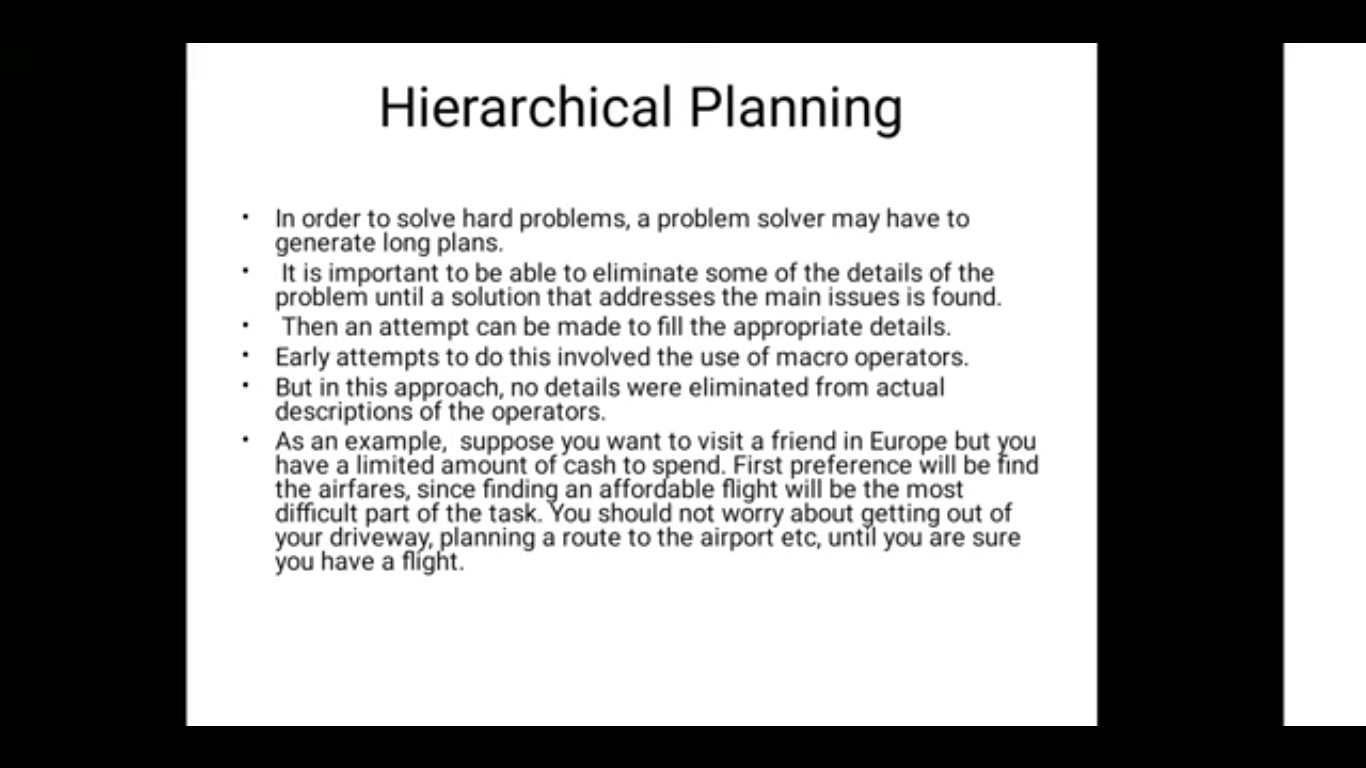 Hierarchical Planning
• In order to solve hard problems, a problem solver may have to
generate long plans.
• It is important to be able to eliminate some of the details of the
problem until a solution that addresses the main issues is found.
• Then an attempt can be made to fill the appropriate details.
• Early attempts to do this involved the use of macro operators.
• But in this approach, no details were eliminated from actual
descriptions of the operators.
• As an example, suppose you want to visit a friend in Europe but you
have a limited amount of cash to spend. First preference will be find
the airfares, since finding an affordable flight will be the most
difficult part of the task. You should not worry about getting out of
your driveway, planning a route to the airport etc, until you are sure
you have a flight.